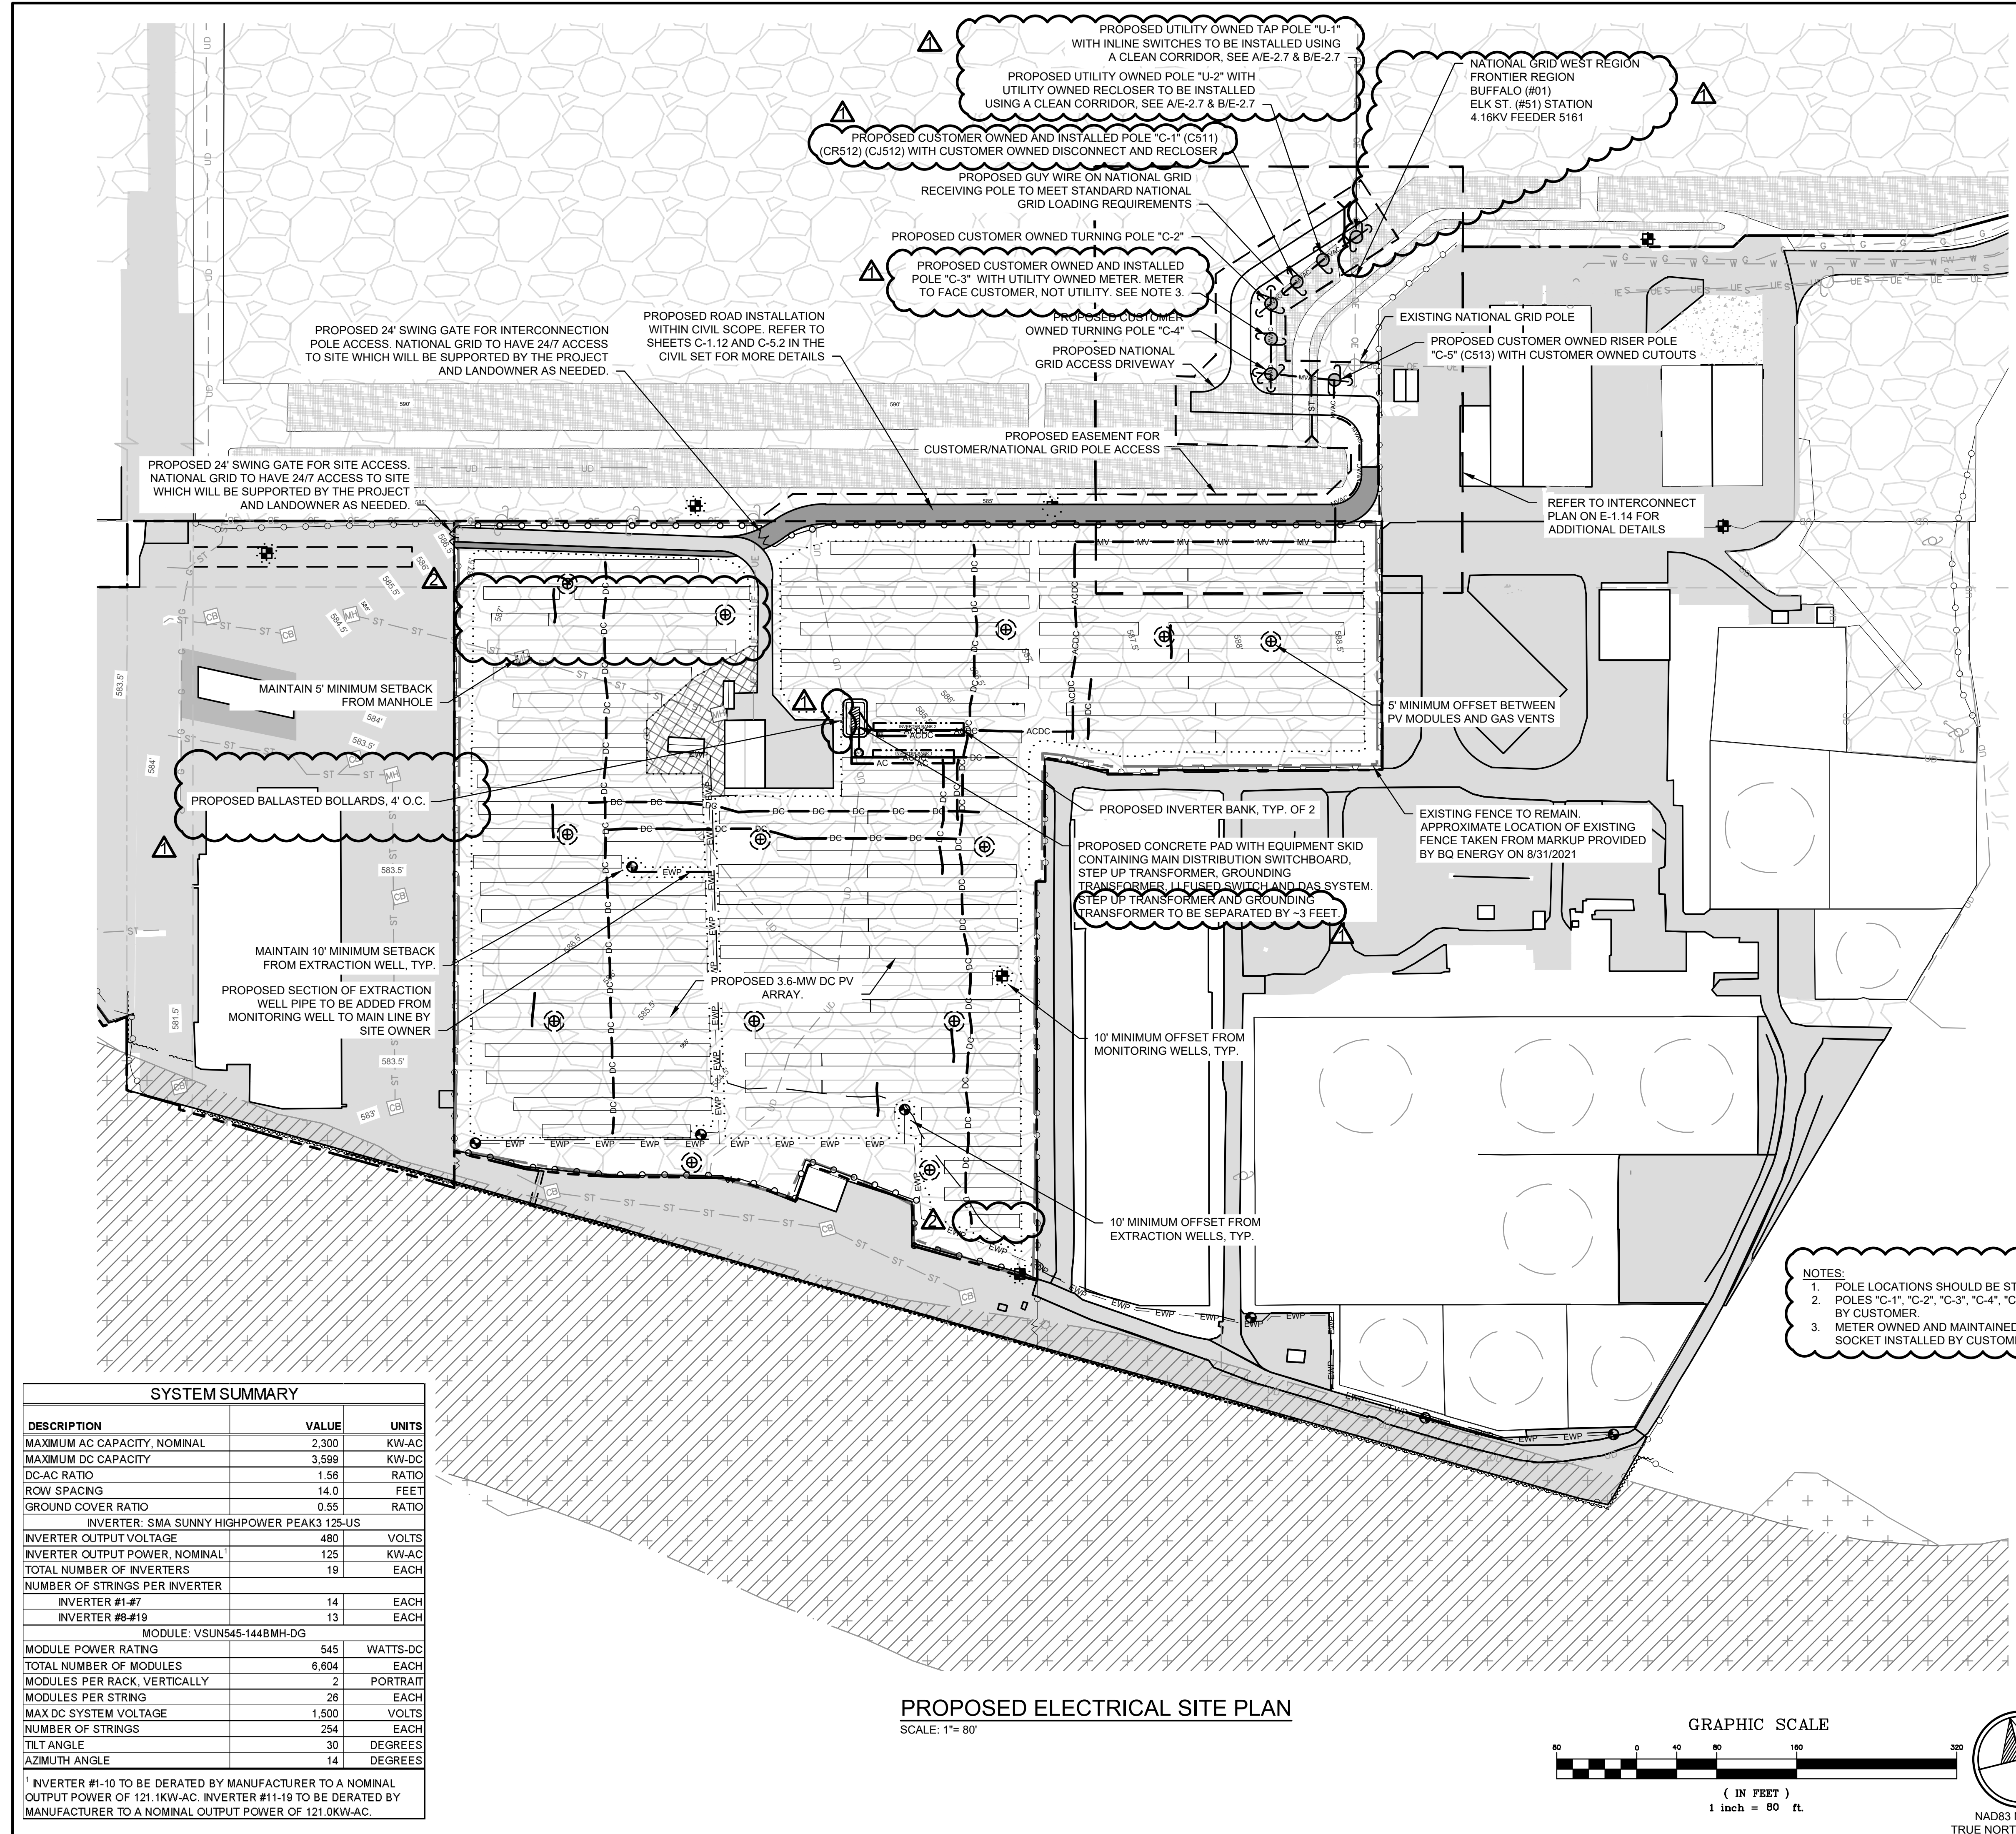 PROPOSED UTILITY OWNED TAP POLE "U-1"
WITH INLINE SWITCHES TO BE INSTALLED USING
A CLEAN CORRIDOR, SEE A/E-2.7 & B/E-2.7
PROPOSED UTILITY OWNED POLE "U-2" WITH
UTILITY OWNED RECLOSER TO BE INSTALLED
USING A CLEAN CORRIDOR, SEE A/E-2.7 & B/E-2.7
NATIONAL GRID WEST REGION
FRONTIER REGION
BUFFALO (#01)
ELK ST. (#51) STATION
4.16KV FEEDER 5161
PROPOSED CUSTOMER OWNED AND INSTALLED POLE "C-1" (C511)
(CR512) (CJ512) WITH CUSTOMER OWNED DISCONNECT AND RECLOSER
PROPOSED GUY WIRE ON NATIONAL GRID
RECEIVING POLE TO MEET STANDARD NATIONAL
GRID LOADING REQUIREMENTS
PROPOSED CUSTOMER OWNED TURNING POLE "C-2"
PROPOSED CUSTOMER OWNED AND INSTALLED
POLE "C-3" WITH UTILITY OWNED METER. METER
TO FACE CUSTOMER, NOT UTILITY. SEE NOTE 3.
PROPOSED CUSTOMER
OWNED TURNING POLE "C-4"
PROPOSED NATIONAL
GRID ACCESS DRIVEWAY
EXISTING NATIONAL GRID POLE
PROPOSED CUSTOMER OWNED RISER POLE
"C-5" (C513) WITH CUSTOMER OWNED CUTOUTS
PROPOSED 24' SWING GATE FOR INTERCONNECTION
POLE ACCESS. NATIONAL GRID TO HAVE 24/7 ACCESS
TO SITE WHICH WILL BE SUPPORTED BY THE PROJECT
AND LANDOWNER AS NEEDED.
PROPOSED ROAD INSTALLATION
WITHIN CIVIL SCOPE. REFER TO
SHEETS C-1.12 AND C-5.2 IN THE
CIVIL SET FOR MORE DETAILS
PROPOSED EASEMENT FOR
CUSTOMER/NATIONAL GRID POLE ACCESS
PROPOSED 24' SWING GATE FOR SITE ACCESS.
NATIONAL GRID TO HAVE 24/7 ACCESS TO SITE
WHICH WILL BE SUPPORTED BY THE PROJECT
AND LANDOWNER AS NEEDED.
REFER TO INTERCONNECT
PLAN ON E-1.14 FOR
ADDITIONAL DETAILS
MAINTAIN 5' MINIMUM SETBACK
FROM MANHOLE
5' MINIMUM OFFSET BETWEEN
PV MODULES AND GAS VENTS
PROPOSED BALLASTED BOLLARDS, 4' O.C.
PROPOSED INVERTER BANK, TYP. OF 2
EXISTING FENCE TO REMAIN.
APPROXIMATE LOCATION OF EXISTING
FENCE TAKEN FROM MARKUP PROVIDED
BY BQ ENERGY ON 8/31/2021
PROPOSED CONCRETE PAD WITH EQUIPMENT SKID
CONTAINING MAIN DISTRIBUTION SWITCHBOARD,
STEP UP TRANSFORMER, GROUNDING
TRANSFORMER, LI FUSED SWITCH AND DAS SYSTEM.
STEP UP TRANSFORMER AND GROUNDING
TRANSFORMER TO BE SEPARATED BY ~3 FEET.
MAINTAIN 10' MINIMUM SETBACK
FROM EXTRACTION WELL, TYP.
PROPOSED SECTION OF EXTRACTION
WELL PIPE TO BE ADDED FROM
MONITORING WELL TO MAIN LINE BY
SITE OWNER
PROPOSED 3.6-MW DC PV
ARRAY.
10' MINIMUM OFFSET FROM
MONITORING WELLS, TYP.
10' MINIMUM OFFSET FROM
EXTRACTION WELLS, TYP.
NOTES:
1. POLE LOCATIONS SHOULD BE
2. POLES "C-1", "C-2", "C-3", "C-4",
BY CUSTOMER.
3. METER OWNED AND MAINTAINED
SOCKET INSTALLED BY
SYSTEM SUMMARY
DESCRIPTION VALUE UNITS
MAXIMUM AC CAPACITY, NOMINAL 2,300 KW-AC
MAXIMUM DC CAPACITY 3,599 KW-DC
DC-AC RATIO 1.56 RATIO
ROW SPACING 14.0 FEET
GROUND COVER RATIO 0.55 RATIO
INVERTER: SMA SUNNY HIGHPOWER PEAK3 125-US
INVERTER OUTPUT VOLTAGE 480 VOLTS
INVERTER OUTPUT POWER, NOMINAL¹ 125 KW-AC
TOTAL NUMBER OF INVERTERS 19 EACH
NUMBER OF STRINGS PER INVERTER
INVERTER #1-#7 14 EACH
INVERTER #8-#19 13 EACH
MODULE: VSUN545-144BMH-DG
MODULE POWER RATING 545 WATTS-DC
TOTAL NUMBER OF MODULES 6,604 EACH
MODULES PER RACK, VERTICALLY 2 PORTRAIT
MODULES PER STRING 26 EACH
MAX DC SYSTEM VOLTAGE 1,500 VOLTS
NUMBER OF STRINGS 254 EACH
TILT ANGLE 30 DEGREES
AZIMUTH ANGLE 14 DEGREES
¹ INVERTER #1-10 TO BE DERATED BY MANUFACTURER TO A NOMINAL
OUTPUT POWER OF 121.1KW-AC. INVERTER #11-19 TO BE DERATED BY
MANUFACTURER TO A NOMINAL OUTPUT POWER OF 121.0KW-AC.
PROPOSED ELECTRICAL SITE PLAN
SCALE: 1"= 80'
GRAPHIC SCALE
80 0 40 80 160 320
( IN FEET )
1 inch = 80 ft.
NAD83
TRUE